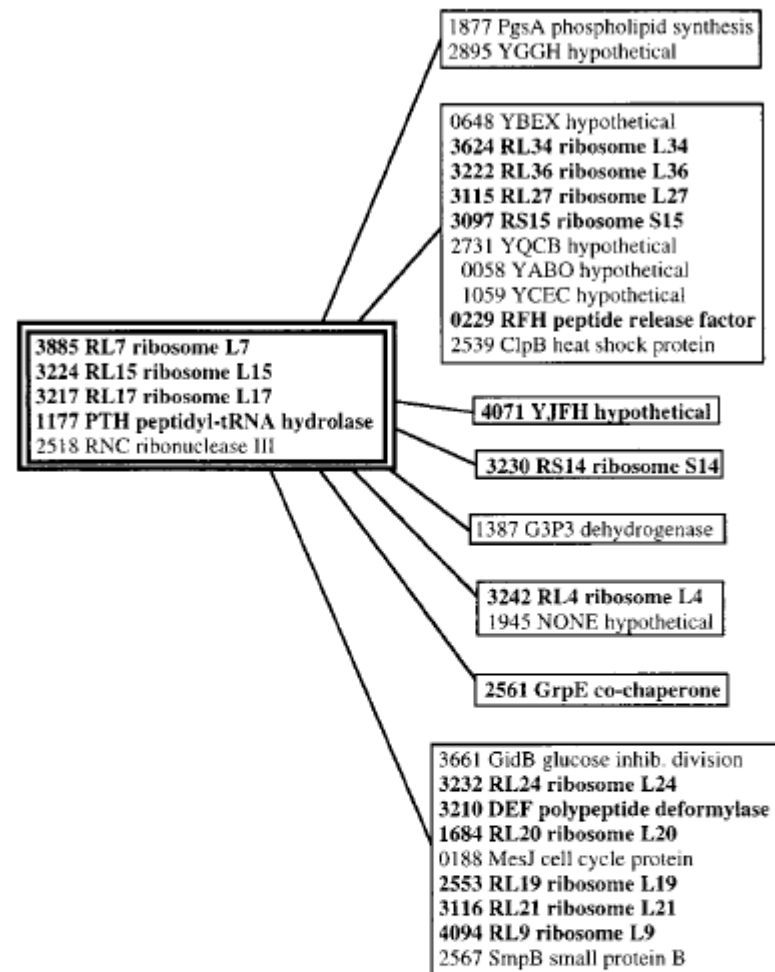 1877 PgsA phospholipid synthesis
2895 YGGH hypothetical
0648 YBEX hypothetical
3624 RL34 ribosome L34
3222 RL36 ribosome L36
3115 RL27 ribosome L27
3097 RS15 ribosome S15
2731 YQCB hypothetical
0058 YABO hypothetical
1059 YCEC hypothetical
0229 RFH peptide release factor
2539 ClpB heat shock protein
3885 RL7 ribosome L7
3224 RL15 ribosome L15
3217 RL17 ribosome L17
1177 PTH peptidyl-tRNA hydrolase
2518 RNC ribonuclease III
4071 YJFH hypothetical
3230 RS14 ribosome S14
1387 G3P3 dehydrogenase
3242 RL4 ribosome L4
1945 NONE hypothetical
2561 GrpE co-chaperone
3661 GidB glucose inhib. division
3232 RL24 ribosome L24
3210 DEF polypeptide deformylase
1684 RL20 ribosome L20
0188 MesJ cell cycle protein
2553 RL19 ribosome L19
3116 RL21 ribosome L21
4094 RL9 ribosome L9
2567 SmpB small protein B